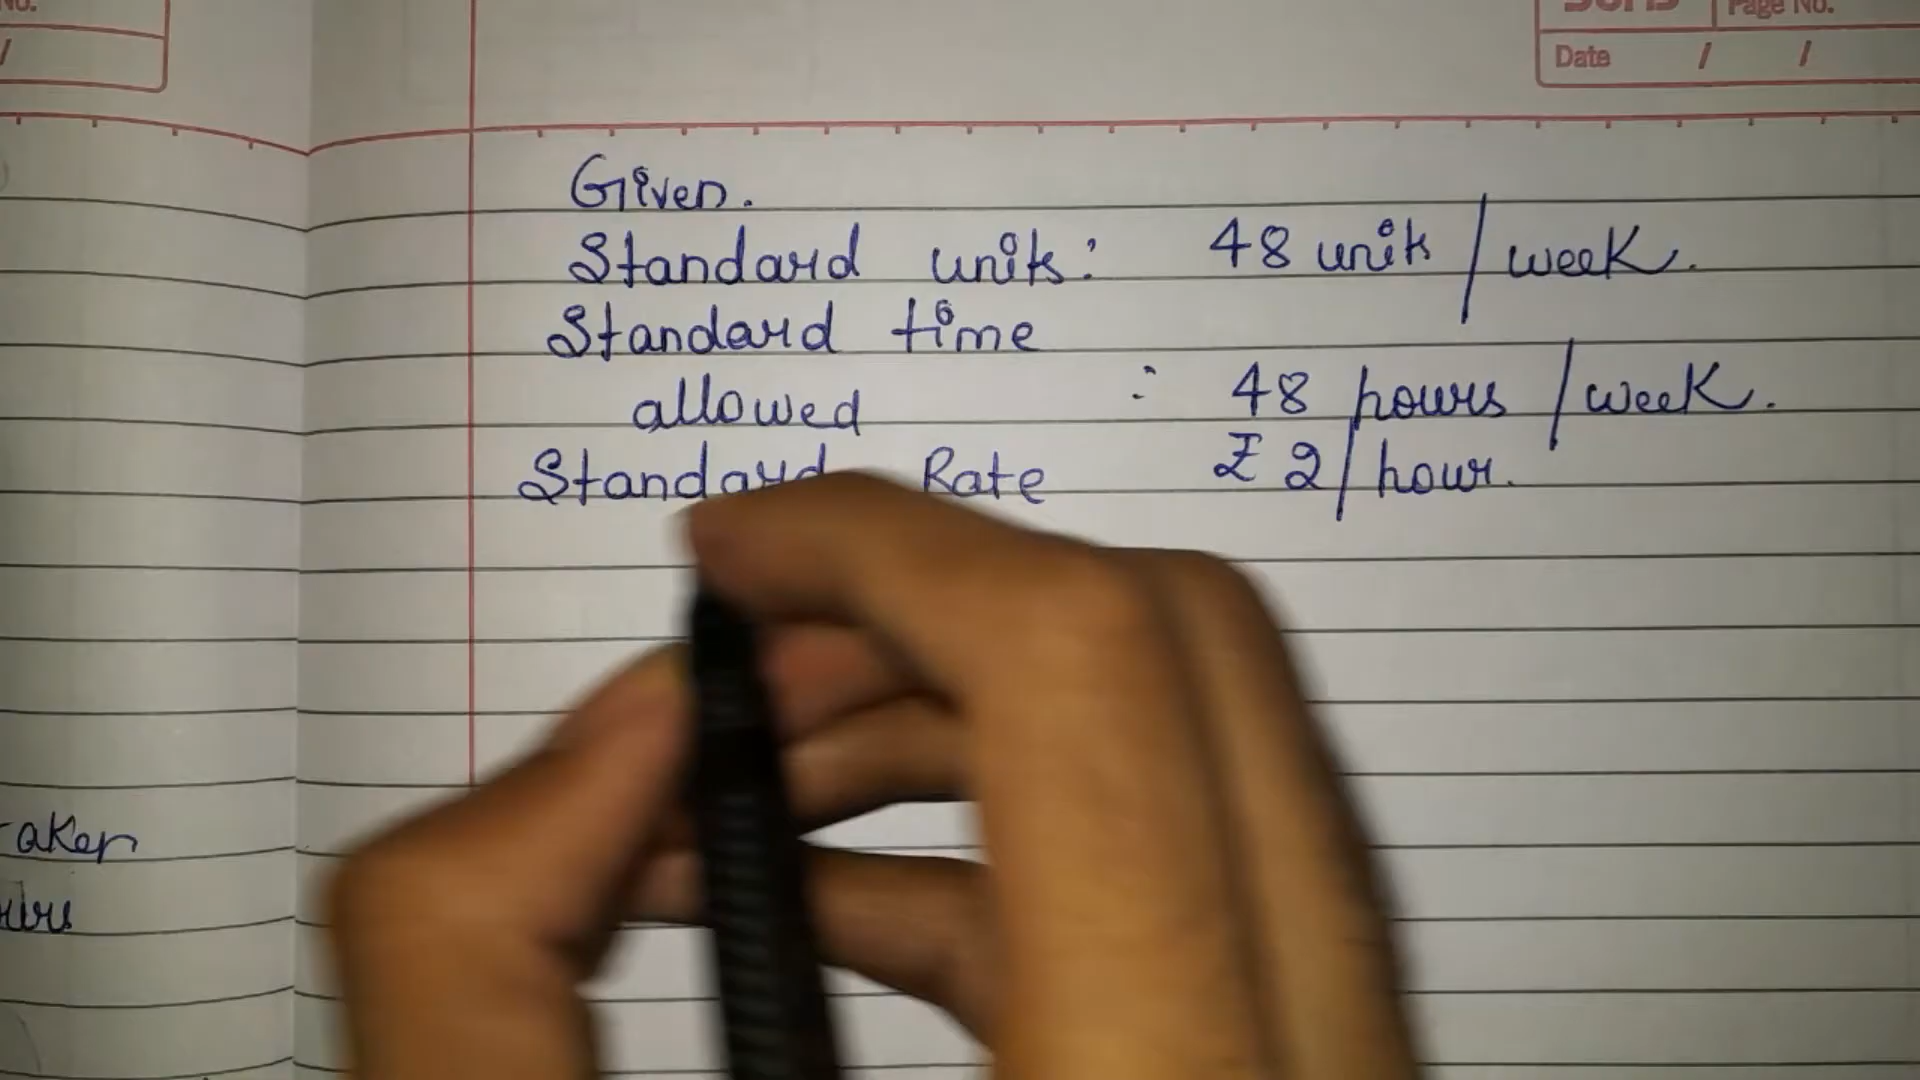 No.
Page No.
Date / /
/
Given.
Standard units: 48 units / week.
Standard time
allowed : 48 hours / week.
Standard Rate ₹ 2 / hour.